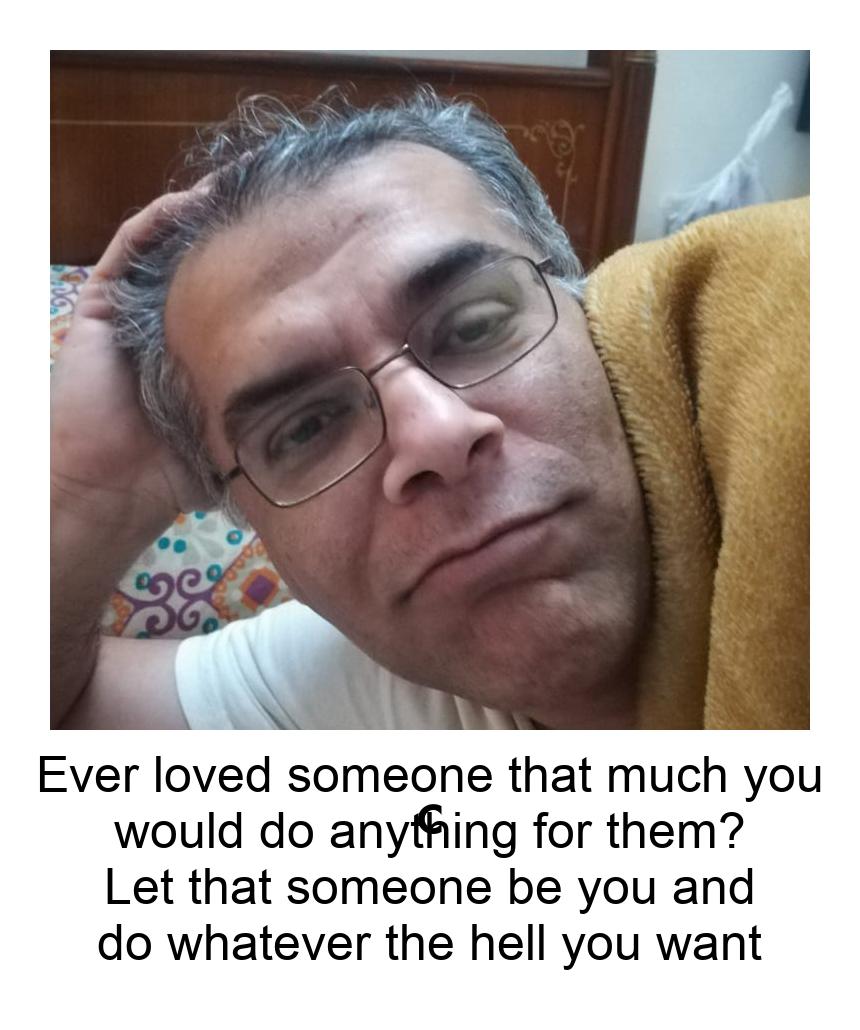 Ever loved someone that much you
would do anything for them?
Let that someone be you and
do whatever the hell you want